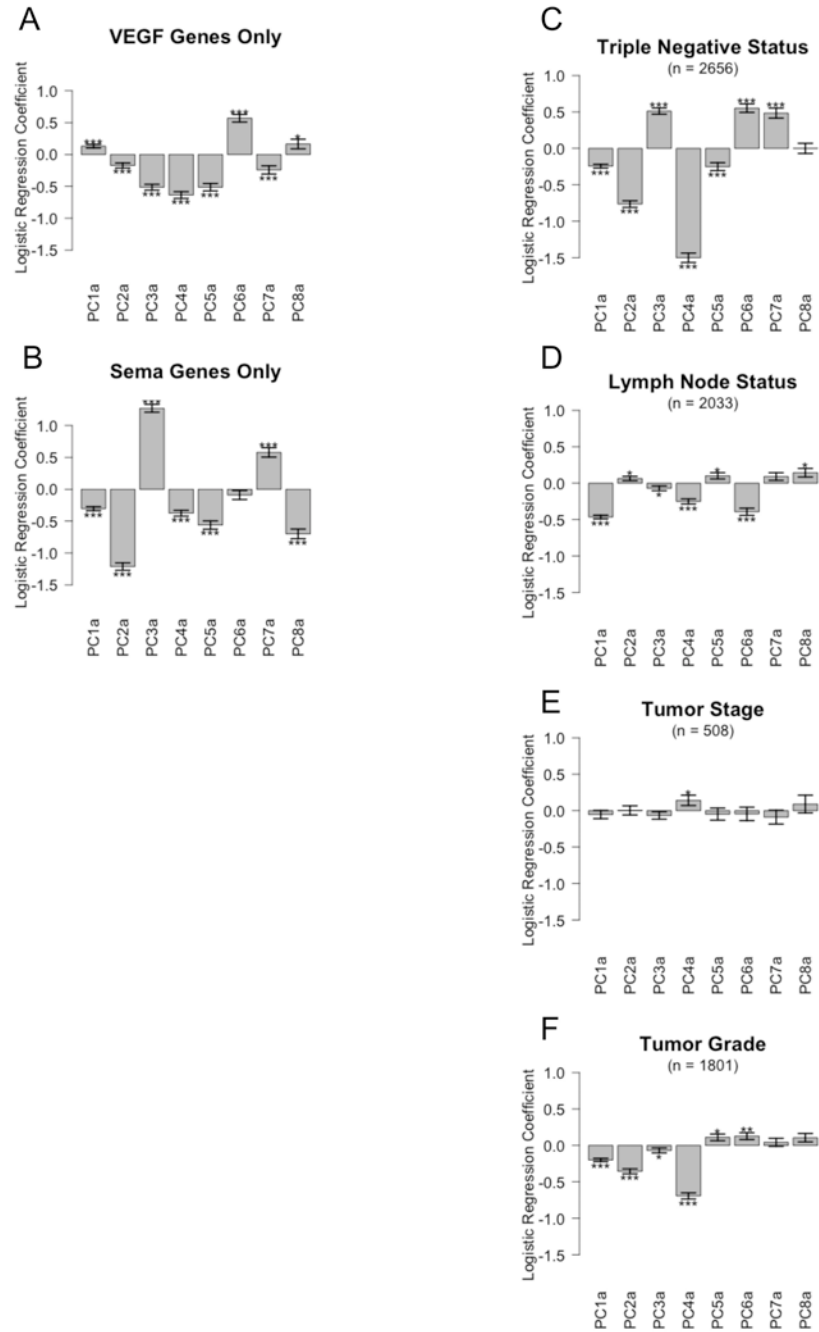 A
VEGF Genes Only
Logistic Regression Coefficient
1.0
0.5
0.0
-0.5
-1.0
-1.5
***
***
***
***
***
***
***
*
PC1a
PC2a
PC3a
PC4a
PC5a
PC6a
PC7a
PC8a
B
Sema Genes Only
Logistic Regression Coefficient
1.0
0.5
0.0
-0.5
-1.0
-1.5
***
***
***
***
***
***
***
PC1a
PC2a
PC3a
PC4a
PC5a
PC6a
PC7a
PC8a
C
Triple Negative Status
(n = 2656)
Logistic Regression Coefficient
1.0
0.5
0.0
-0.5
-1.0
-1.5
***
***
***
***
***
***
***
PC1a
PC2a
PC3a
PC4a
PC5a
PC6a
PC7a
PC8a
D
Lymph Node Status
(n = 2033)
Logistic Regression Coefficient
1.0
0.5
0.0
-0.5
-1.0
-1.5
***
*
*
***
*
***
*
PC1a
PC2a
PC3a
PC4a
PC5a
PC6a
PC7a
PC8a
E
Tumor Stage
(n = 508)
Logistic Regression Coefficient
1.0
0.5
0.0
-0.5
-1.0
-1.5
*
PC1a
PC2a
PC3a
PC4a
PC5a
PC6a
PC7a
PC8a
F
Tumor Grade
(n = 1801)
Logistic Regression Coefficient
1.0
0.5
0.0
-0.5
-1.0
-1.5
***
***
*
***
*
**
PC1a
PC2a
PC3a
PC4a
PC5a
PC6a
PC7a
PC8a